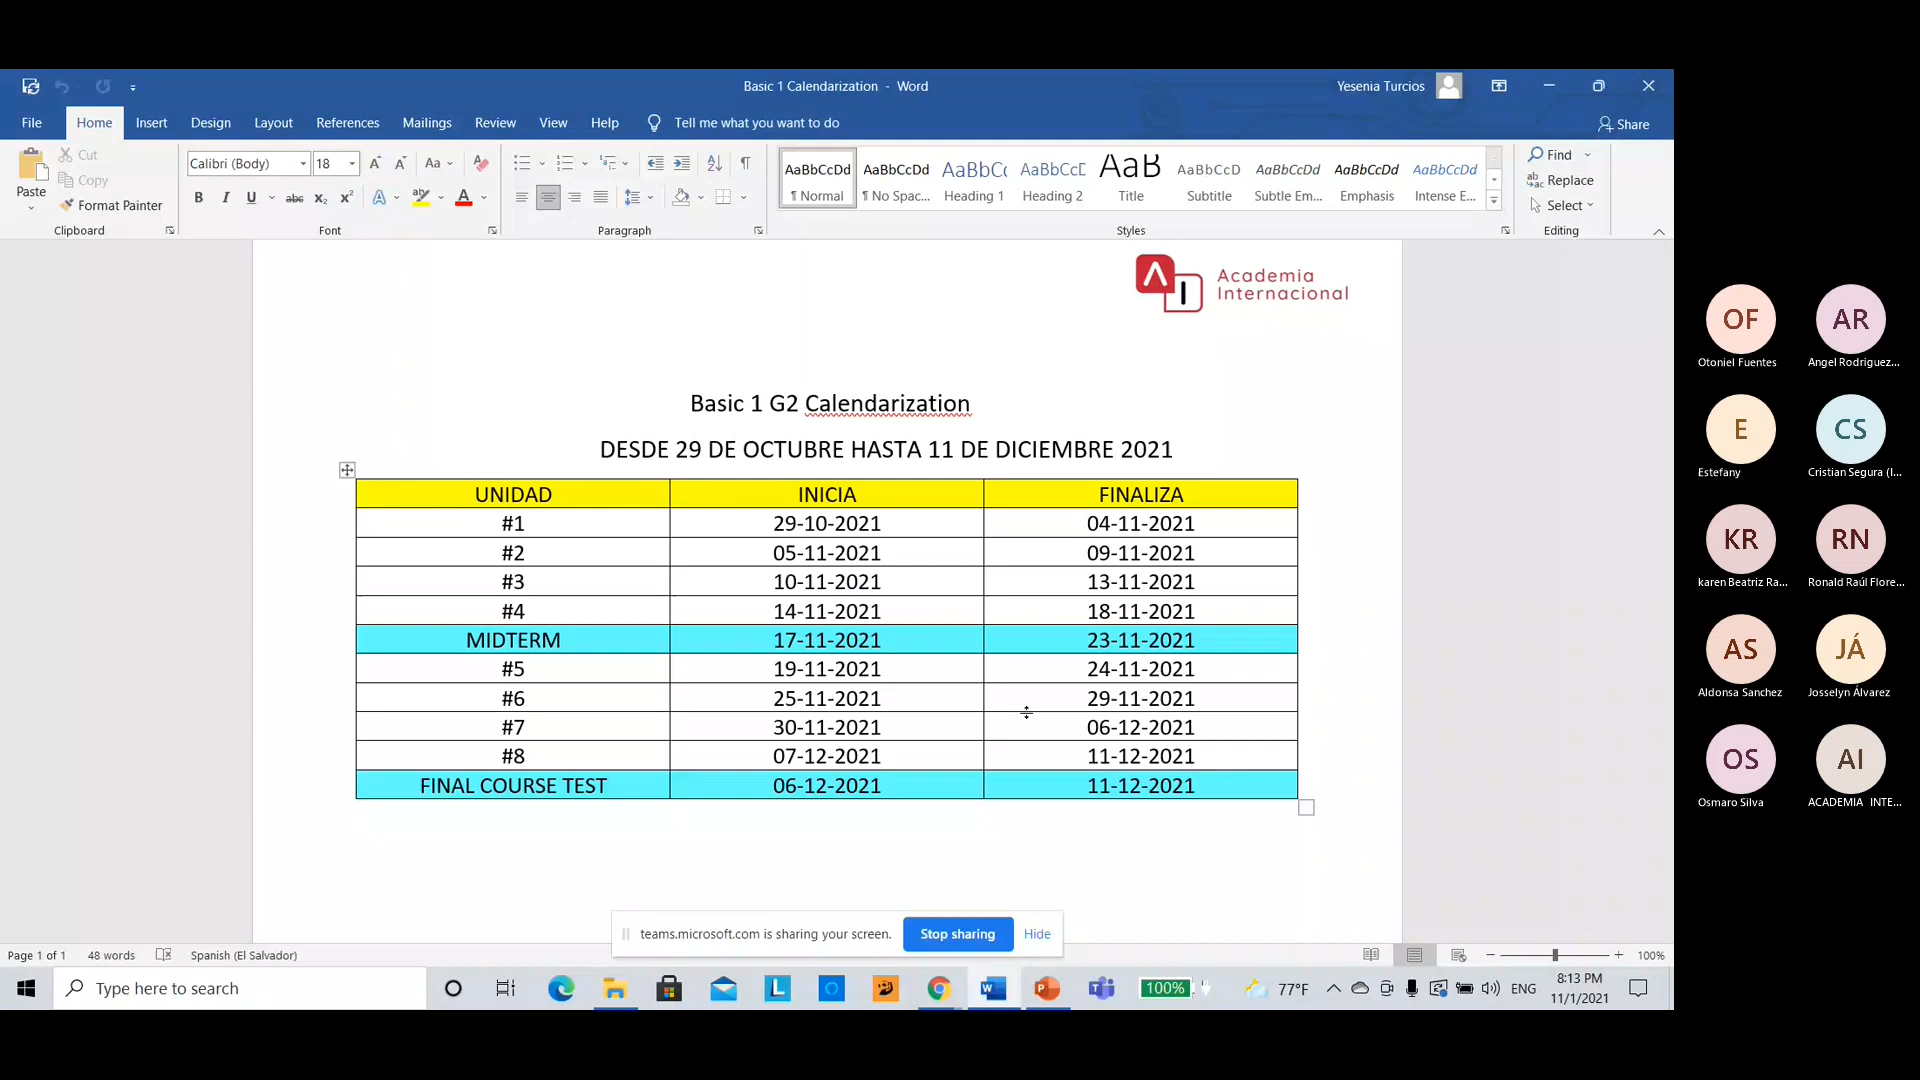 Basic 1 Calendarization - Word
Yesenia Turcios
File Home Insert Design Layout References Mailings Review View Help Tell me what you want to do Share
Paste
Cut
Copy
Format Painter
Clipboard
Calibri (Body) 18
Font
Paragraph
AaBbCcDd AaBbCcDd AaBbCc AaBbCcD AaB AaBbCcD AaBbCcDd AaBbCcDd AaBbCcDd
¶ Normal ¶ No Spac... Heading 1 Heading 2 Title Subtitle Subtle Em... Emphasis Intense E...
Styles
Find
Replace
Select
Editing
Academia
Internacional
Basic 1 G2 Calendarization
DESDE 29 DE OCTUBRE HASTA 11 DE DICIEMBRE 2021
UNIDAD INICIA FINALIZA
#1 29-10-2021 04-11-2021
#2 05-11-2021 09-11-2021
#3 10-11-2021 13-11-2021
#4 14-11-2021 18-11-2021
MIDTERM 17-11-2021 23-11-2021
#5 19-11-2021 24-11-2021
#6 25-11-2021 29-11-2021
#7 30-11-2021 06-12-2021
#8 07-12-2021 11-12-2021
FINAL COURSE TEST 06-12-2021 11-12-2021
teams.microsoft.com is sharing your screen. Stop sharing Hide
Page 1 of 1 48 words Spanish (El Salvador) 100%
Type here to search
100% 77°F ENG
8:13 PM
11/1/2021
OF AR
Otoniel Fuentes Angel Rodriguez...
E CS
Estefany Cristian Segura (I...
KR RN
karen Beatriz Ra... Ronald Raúl Flore...
AS JÁ
Aldonsa Sanchez Josselyn Álvarez
OS AI
Osmaro Silva ACADEMIA INTE...